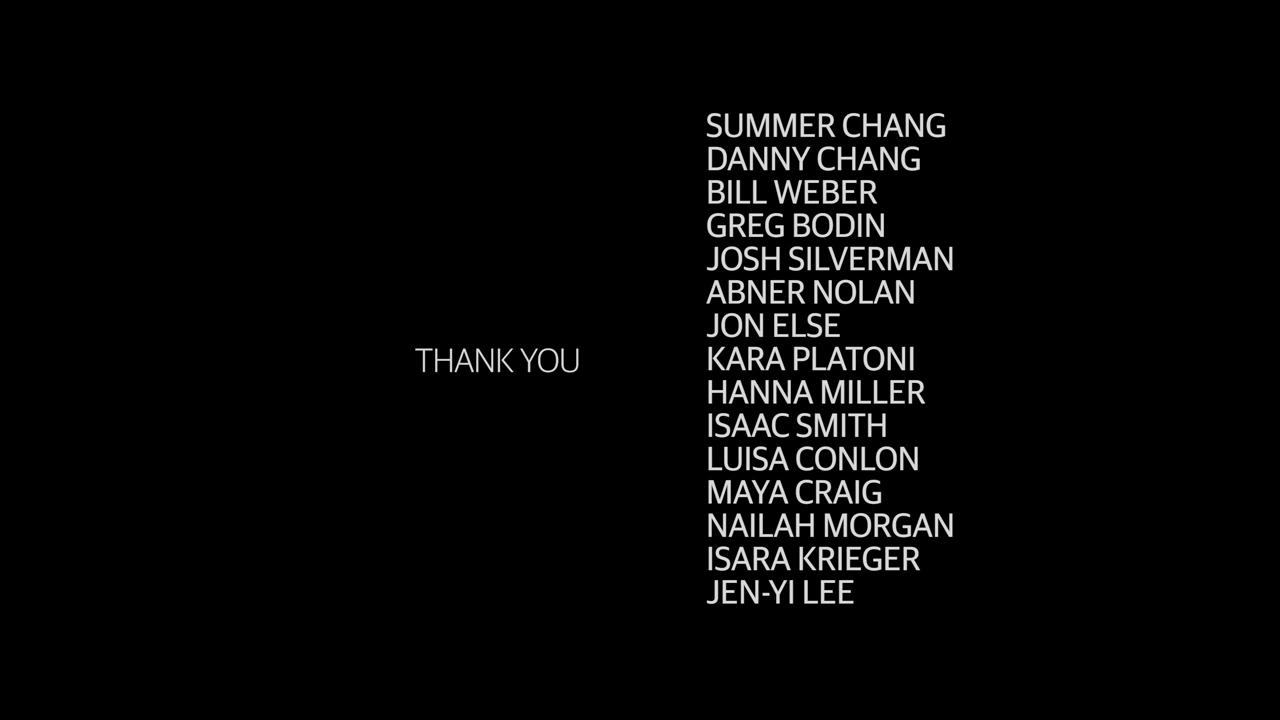 SUMMER CHANG
DANNY CHANG
BILL WEBER
GREG BODIN
JOSH SILVERMAN
ABNER NOLAN
JON ELSE
THANK YOU
KARA PLATONI
HANNA MILLER
ISAAC SMITH
LUISA CONLON
MAYA CRAIG
NAILAH MORGAN
ISARA KRIEGER
JEN-YI LEE